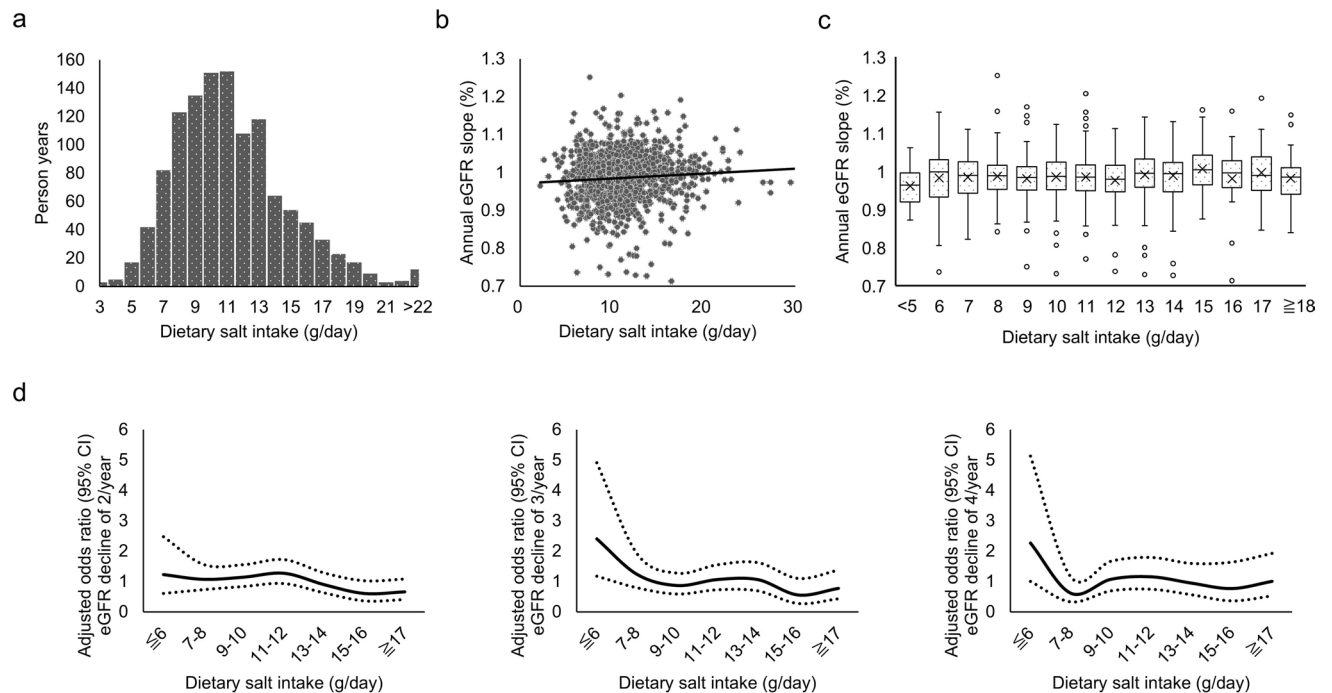 a
160
140
120
100
80
60
40
20
0
Person years
3 5 7 9 11 13 15 17 19 21 >22
Dietary salt intake (g/day)
b
1.3
1.2
1.1
1
0.9
0.8
0.7
Annual eGFR slope (%)
0 10 20 30
Dietary salt intake (g/day)
c
1.3
1.2
1.1
1
0.9
0.8
0.7
Annual eGFR slope (%)
<5 6 7 8 9 10 11 12 13 14 15 16 17 ≧18
Dietary salt intake (g/day)
d
Adjusted odds ratio (95% CI)
eGFR decline of 2/year
6
5
4
3
2
1
0
≦6 7-8 9-10 11-12 13-14 15-16 ≧17
Dietary salt intake (g/day)
Adjusted odds ratio (95% CI)
eGFR decline of 3/year
6
5
4
3
2
1
0
≦6 7-8 9-10 11-12 13-14 15-16 ≧17
Dietary salt intake (g/day)
Adjusted odds ratio (95% CI)
eGFR decline of 4/year
6
5
4
3
2
1
0
≦6 7-8 9-10 11-12 13-14 15-16 ≧17
Dietary salt intake (g/day)